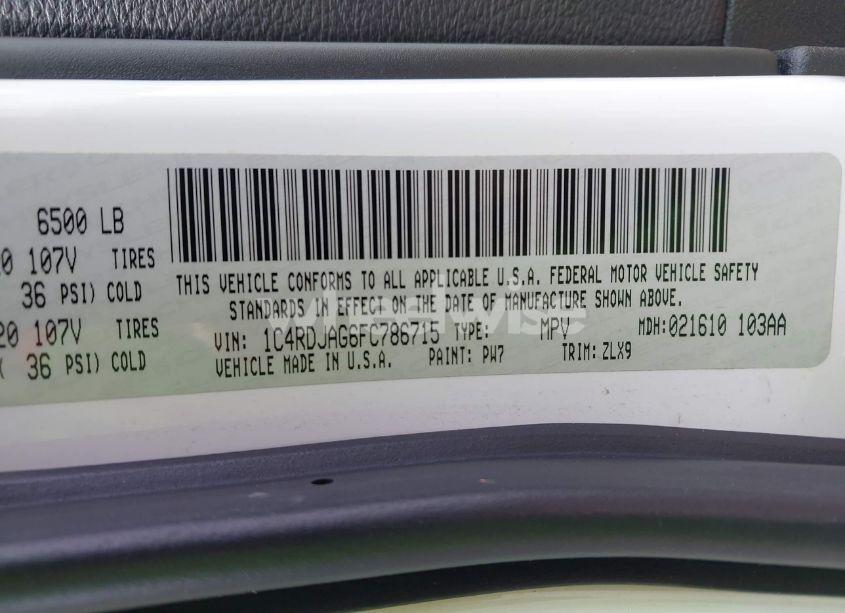 6500 LB
0 107V TIRES
36 PSI) COLD
20 107V TIRES
( 36 PSI) COLD
THIS VEHICLE CONFORMS TO ALL APPLICABLE U.S.A. FEDERAL MOTOR VEHICLE SAFETY
STANDARDS IN EFFECT ON THE DATE OF MANUFACTURE SHOWN ABOVE.
VIN: 1C4RDJAG6FC786715 TYPE: MPV MDH:021610 103AA
VEHICLE MADE IN U.S.A. PAINT: PW7 TRIM: ZLX9